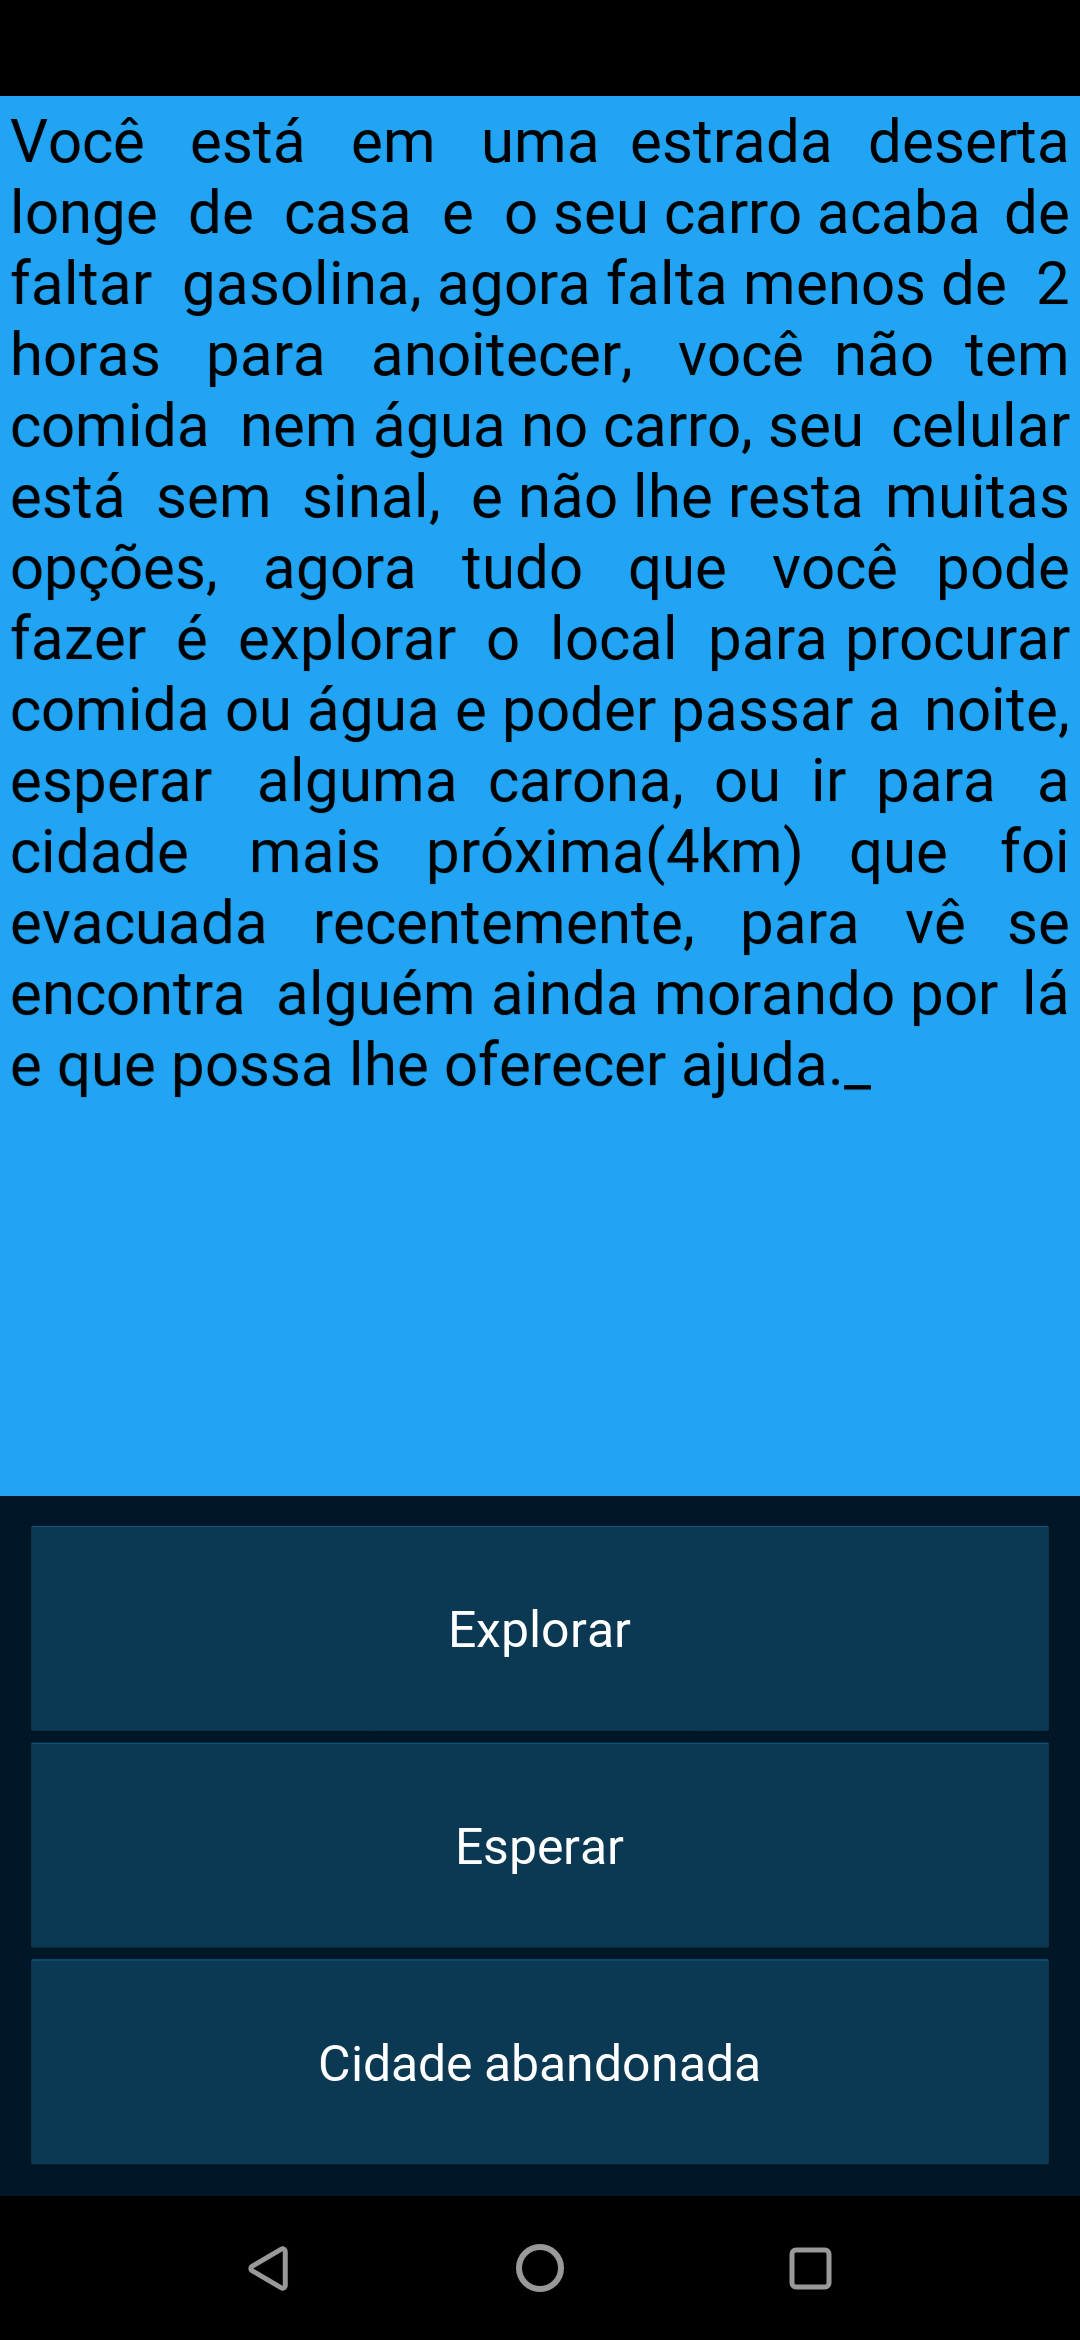 Você está em uma estrada deserta
longe de casa e o seu carro acaba de
faltar gasolina, agora falta menos de 2
horas para anoitecer, você não tem
comida nem água no carro, seu celular
está sem sinal, e não lhe resta muitas
opções, agora tudo que você pode
fazer é explorar o local para procurar
comida ou água e poder passar a noite,
esperar alguma carona, ou ir para a
cidade mais próxima(4km) que foi
evacuada recentemente, para vê se
encontra alguém ainda morando por lá
e que possa lhe oferecer ajuda._
Explorar
Esperar
Cidade abandonada